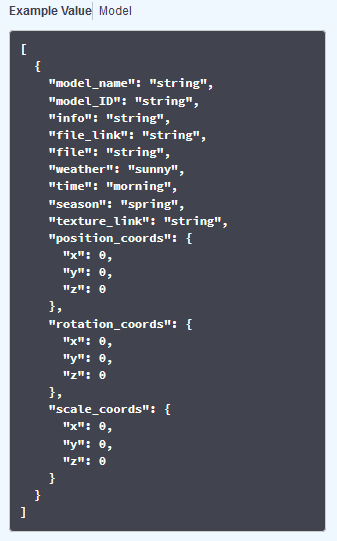 Example Value Model
[
  {
    "model_name": "string",
    "model_ID": "string",
    "info": "string",
    "file_link": "string",
    "file": "string",
    "weather": "sunny",
    "time": "morning",
    "season": "spring",
    "texture_link": "string",
    "position_coords": {
      "x": 0,
      "y": 0,
      "z": 0
    },
    "rotation_coords": {
      "x": 0,
      "y": 0,
      "z": 0
    },
    "scale_coords": {
      "x": 0,
      "y": 0,
      "z": 0
    }
  }
]